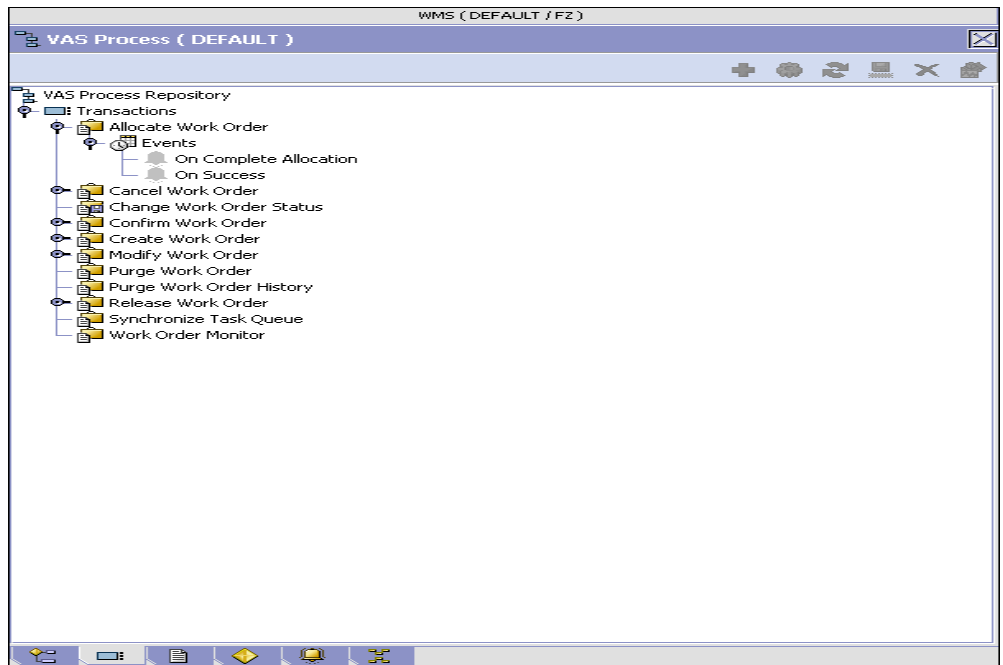 WMS ( DEFAULT / FZ )
VAS Process ( DEFAULT )
VAS Process Repository
Transactions
Allocate Work Order
Events
On Complete Allocation
On Success
Cancel Work Order
Change Work Order Status
Confirm Work Order
Create Work Order
Modify Work Order
Purge Work Order
Purge Work Order History
Release Work Order
Synchronize Task Queue
Work Order Monitor